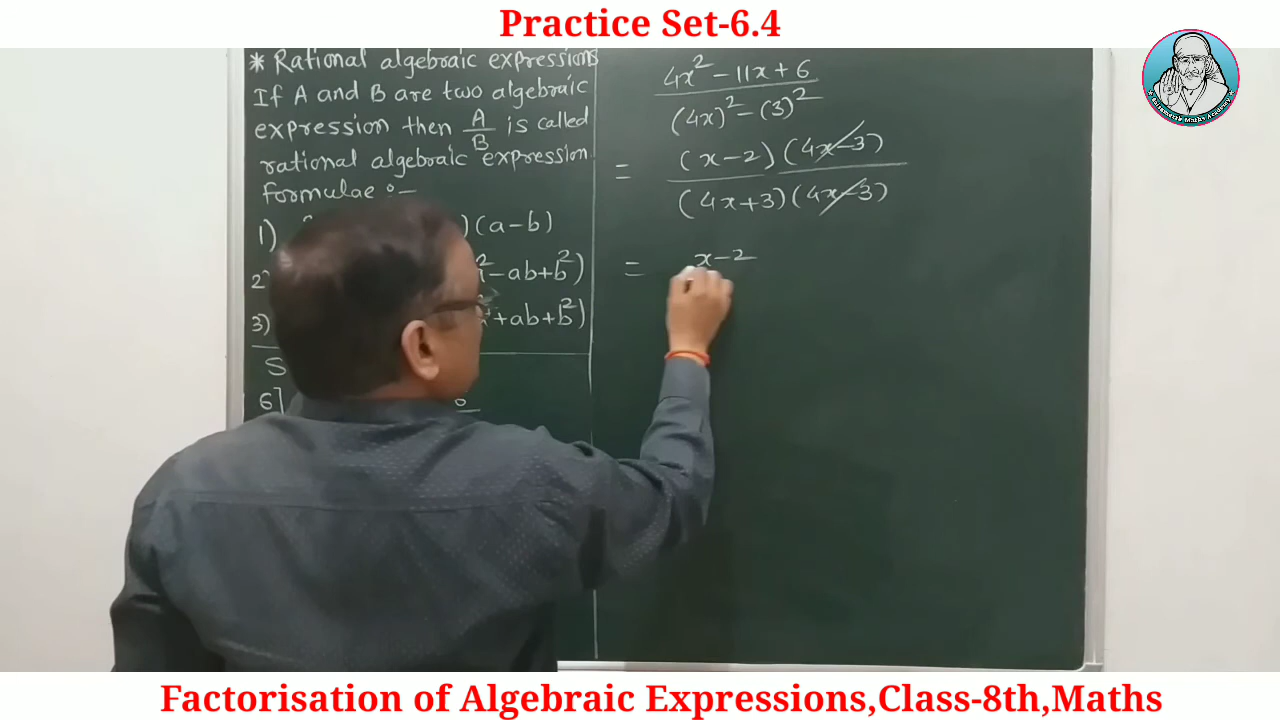 Practice Set-6.4
* Rational algebraic expressions
If A and B are two algebraic
expression then A/B is called
rational algebraic expression
formulae :-
1) )(a-b)
2) -ab+b²)
3) +ab+b²)
S
6]
4x² - 11x + 6
(4x)² - (3)²
= (x-2)(4x-3)
(4x+3)(4x-3)
= x-2
Factorisation of Algebraic Expressions,Class-8th,Maths